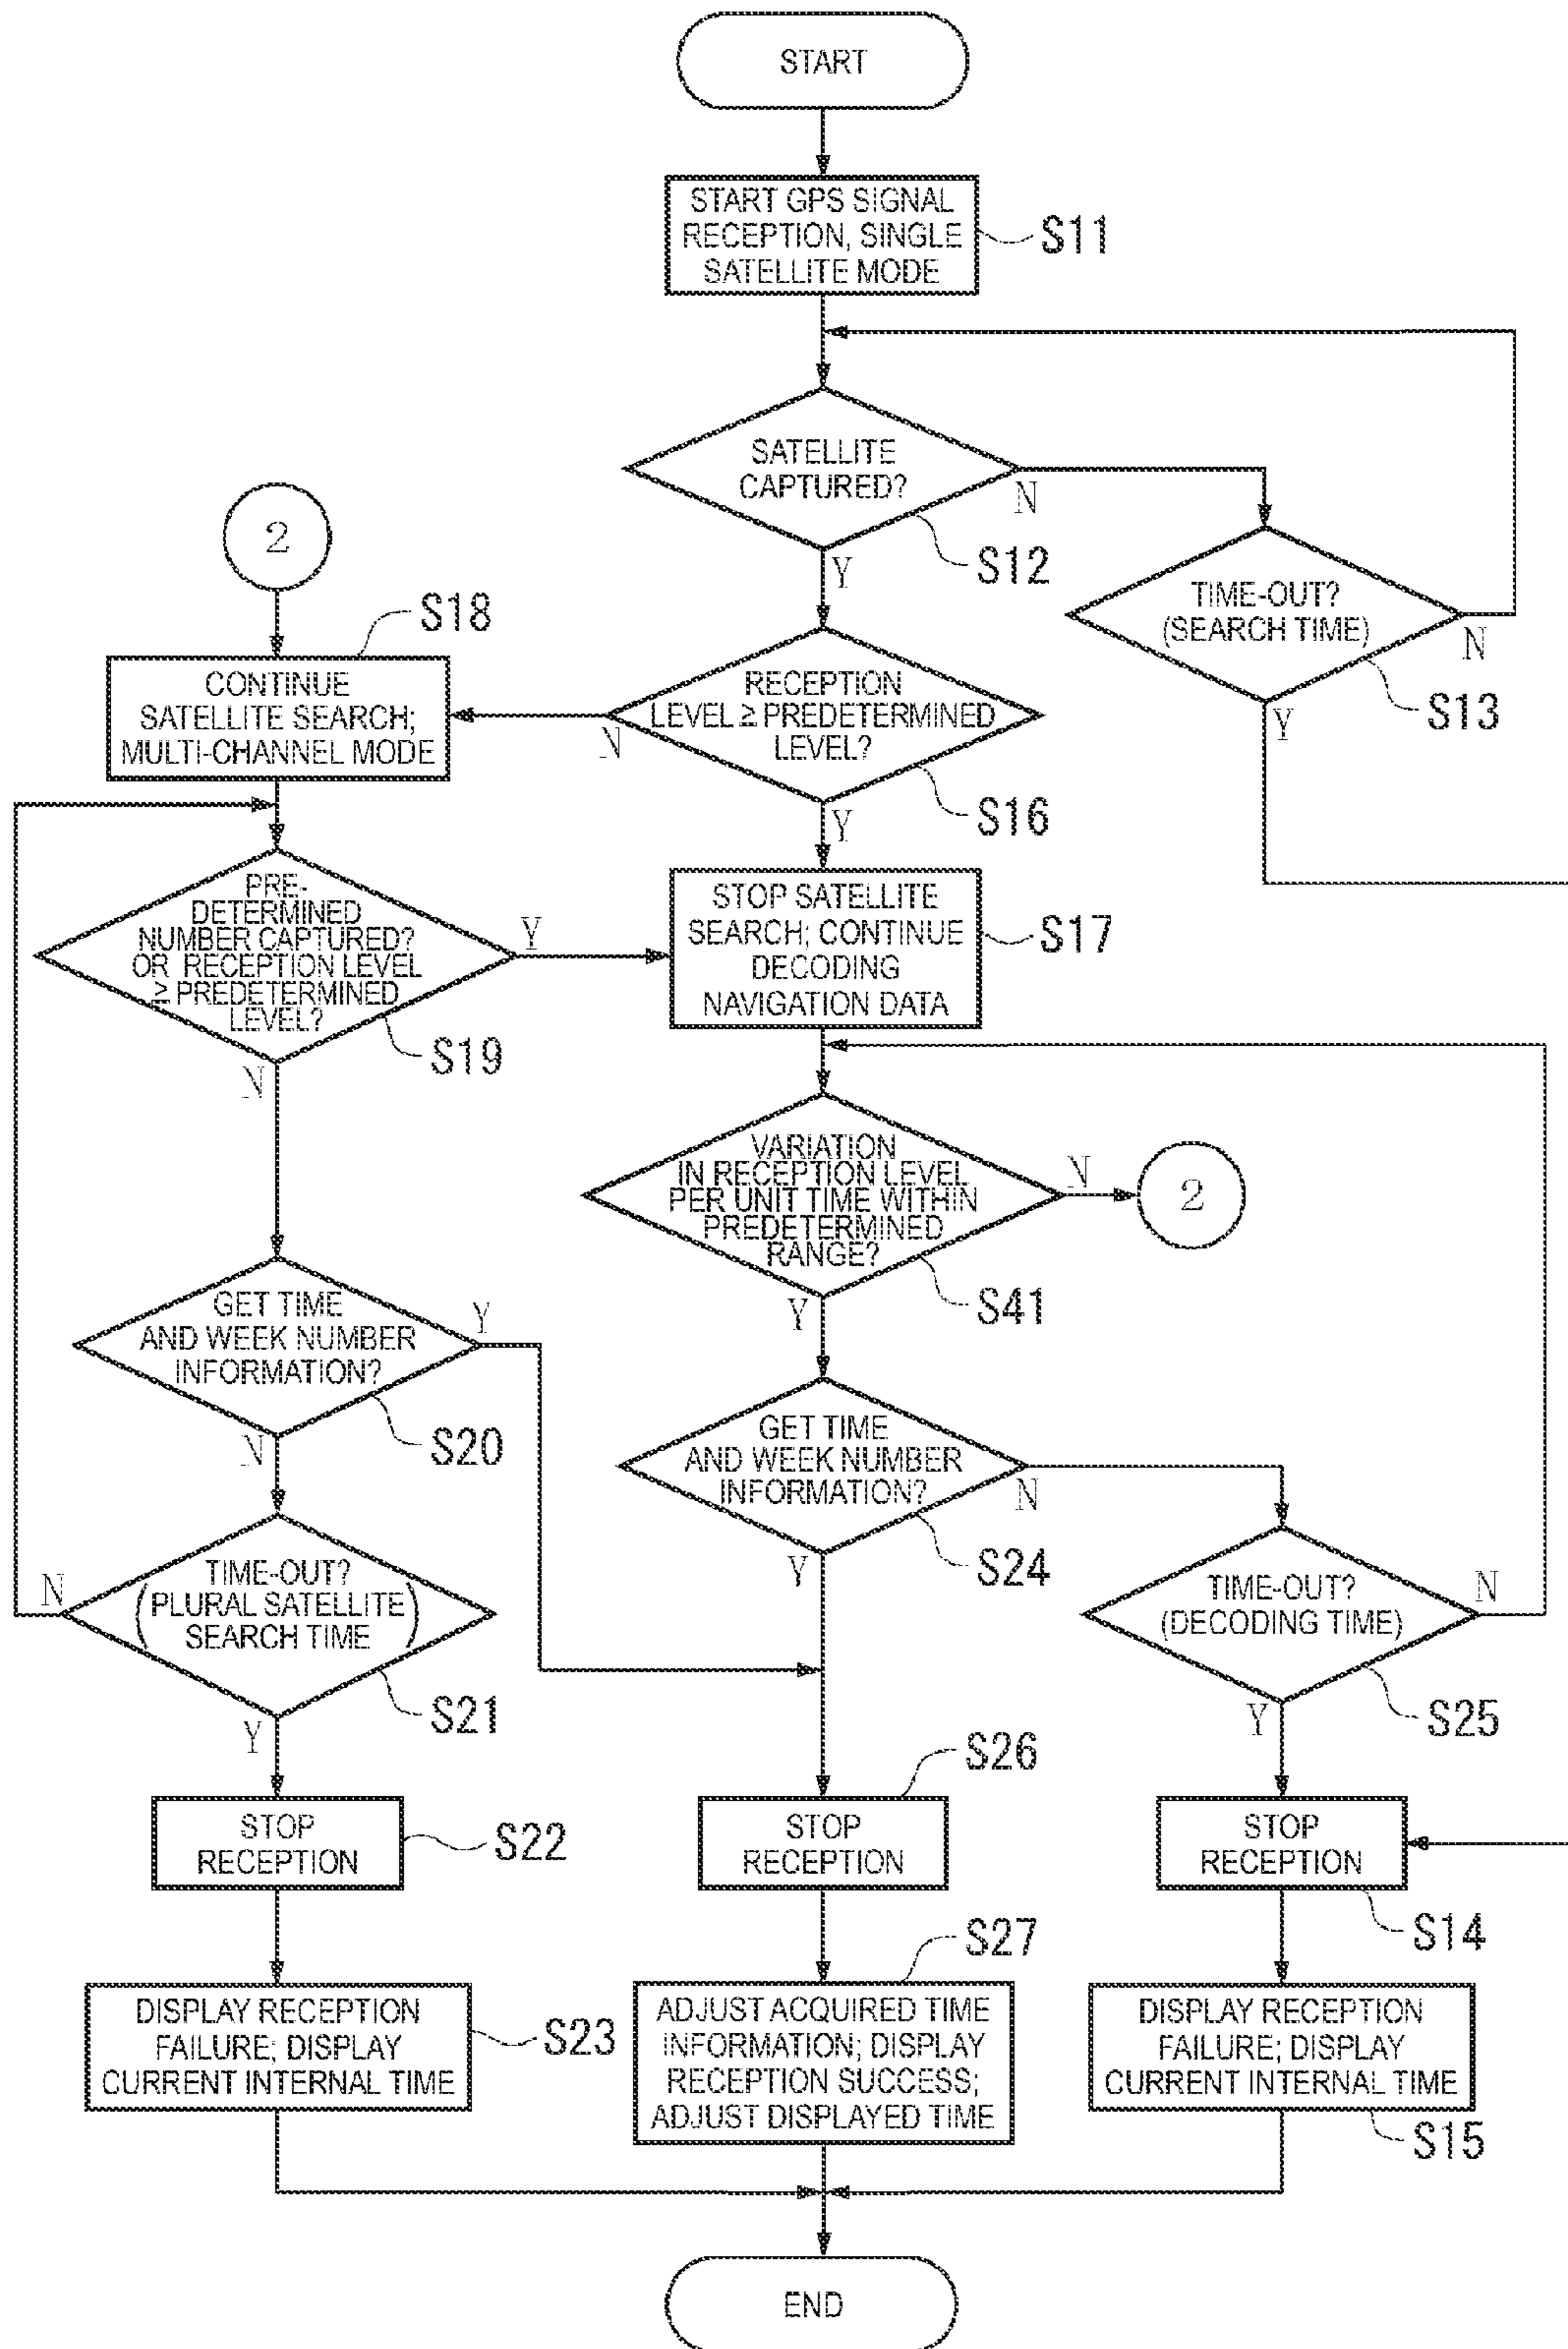 START
START GPS SIGNAL
RECEPTION, SINGLE
SATELLITE MODE
S11
SATELLITE
CAPTURED?
N
S12
Y
TIME-OUT?
(SEARCH TIME)
N
S13
Y
2
S18
CONTINUE
SATELLITE SEARCH;
MULTI-CHANNEL MODE
RECEPTION
LEVEL ≧ PREDETERMINED
LEVEL?
N
S16
Y
PRE-
DETERMINED
NUMBER CAPTURED?
OR RECEPTION LEVEL
≧ PREDETERMINED
LEVEL?
Y
S19
N
STOP SATELLITE
SEARCH; CONTINUE
DECODING
NAVIGATION DATA
S17
VARIATION
IN RECEPTION LEVEL
PER UNIT TIME WITHIN
PREDETERMINED
RANGE?
N
2
S41
Y
GET TIME
AND WEEK NUMBER
INFORMATION?
Y
S20
N
GET TIME
AND WEEK NUMBER
INFORMATION?
N
S24
Y
TIME-OUT?
(PLURAL SATELLITE
SEARCH TIME)
N
S21
Y
TIME-OUT?
(DECODING TIME)
N
S25
Y
STOP
RECEPTION
S22
S26
STOP
RECEPTION
STOP
RECEPTION
S14
DISPLAY RECEPTION
FAILURE; DISPLAY
CURRENT INTERNAL TIME
S23
S27
ADJUST ACQUIRED TIME
INFORMATION; DISPLAY
RECEPTION SUCCESS;
ADJUST DISPLAYED TIME
DISPLAY RECEPTION
FAILURE; DISPLAY
CURRENT INTERNAL TIME
S15
END